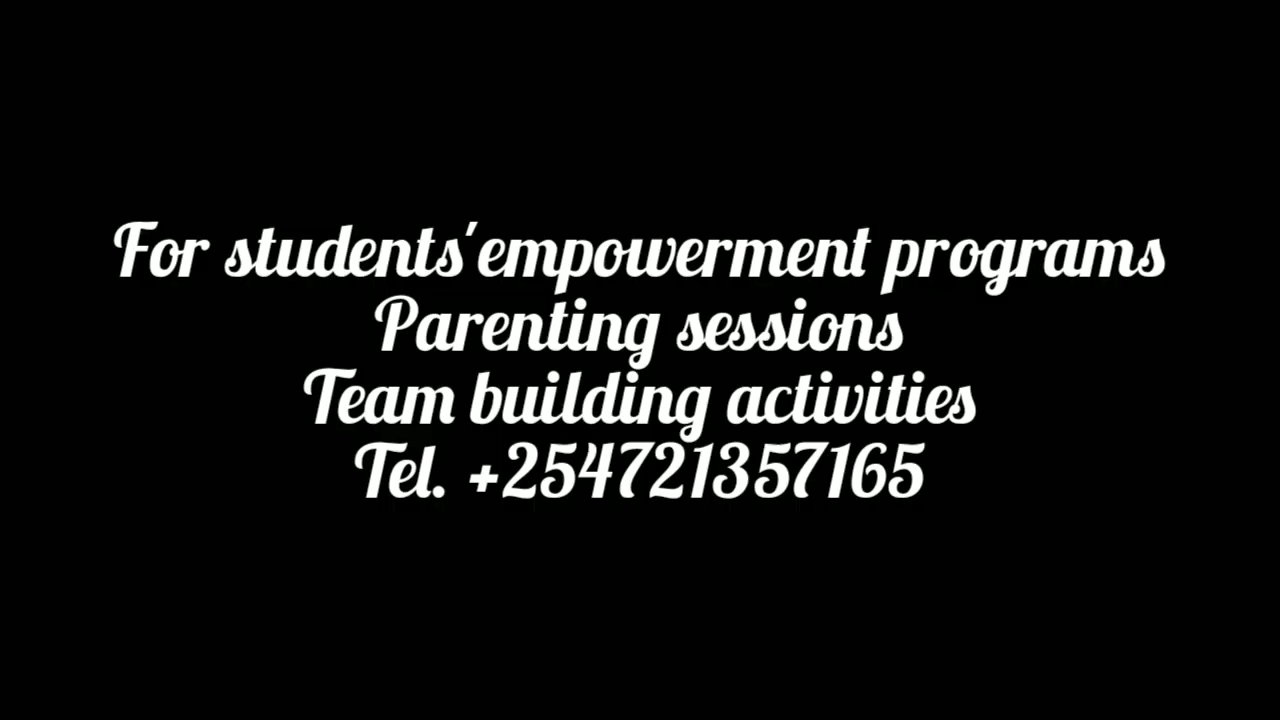 For students' empowerment programs
Parenting sessions
Team building activities
Tel. +254721357165